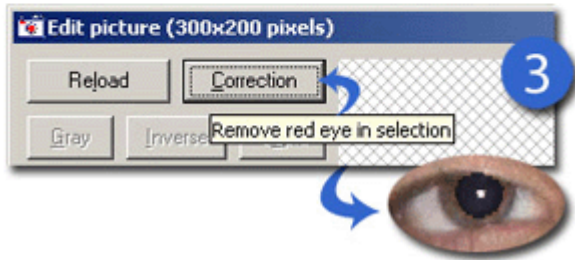 Edit picture (300x200 pixels)
3
Reload Correction
Remove red eye in selection
Gray Inverse